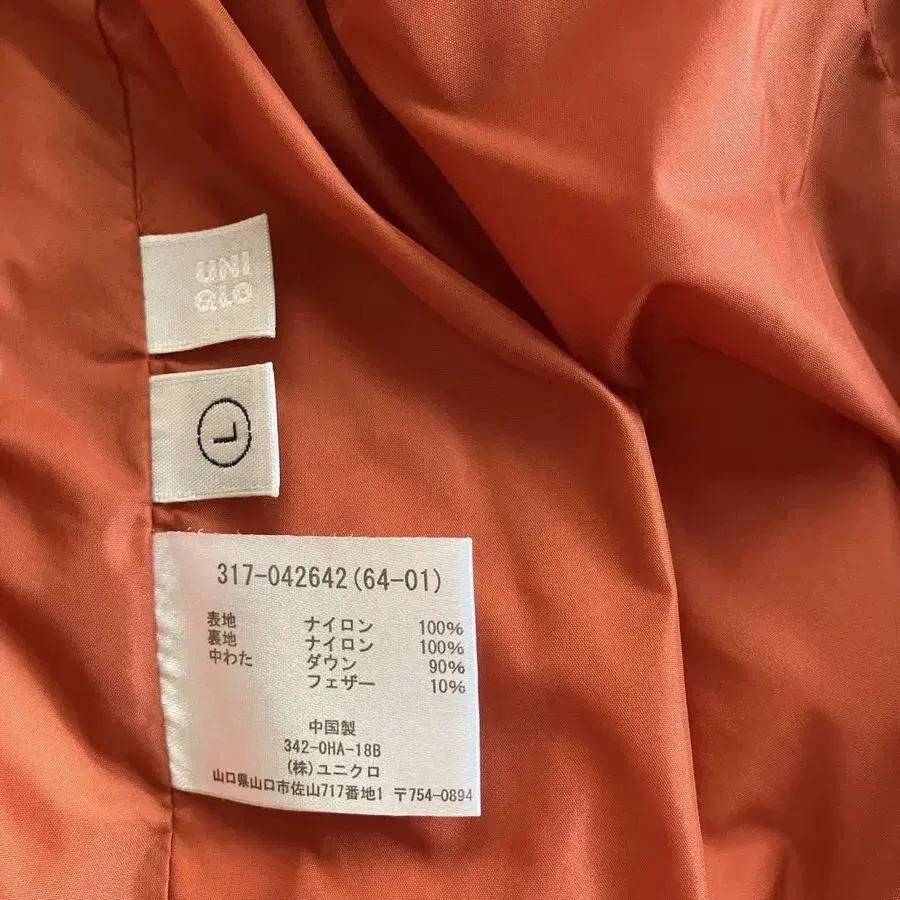 UNI
QLO
L
317-042642(64-01)
表地 ナイロン 100%
裏地 ナイロン 100%
中わた ダウン 90%
フェザー 10%
中国製
342-0HA-18B
(株)ユニクロ
山口県山口市佐山717番地1 〒754-0894